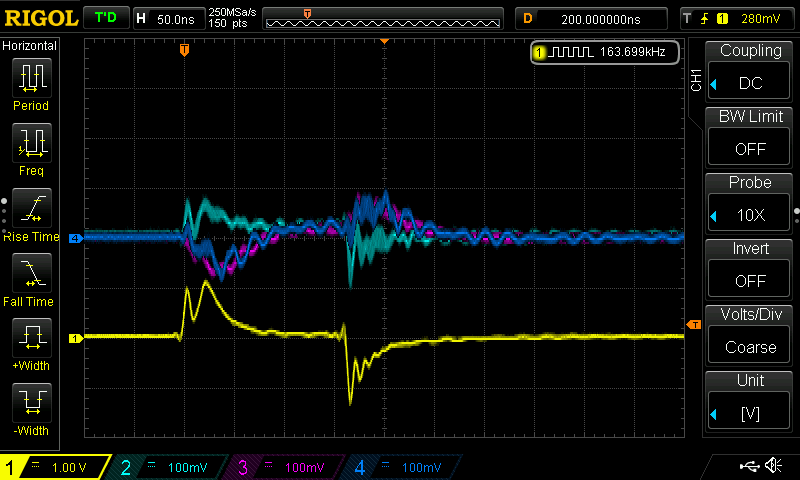 RIGOL T'D H 50.0ns 250MSa/s 150 pts D 200.000000ns T 1 280mV
Horizontal
Period
Freq
Rise Time
Fall Time
+Width
-Width
T
1 163.699kHz
4
1
T
CH1
Coupling
DC
BW Limit
OFF
Probe
10X
Invert
OFF
Volts/Div
Coarse
Unit
[V]
1 = 1.00 V 2 = 100mV 3 = 100mV 4 = 100mV